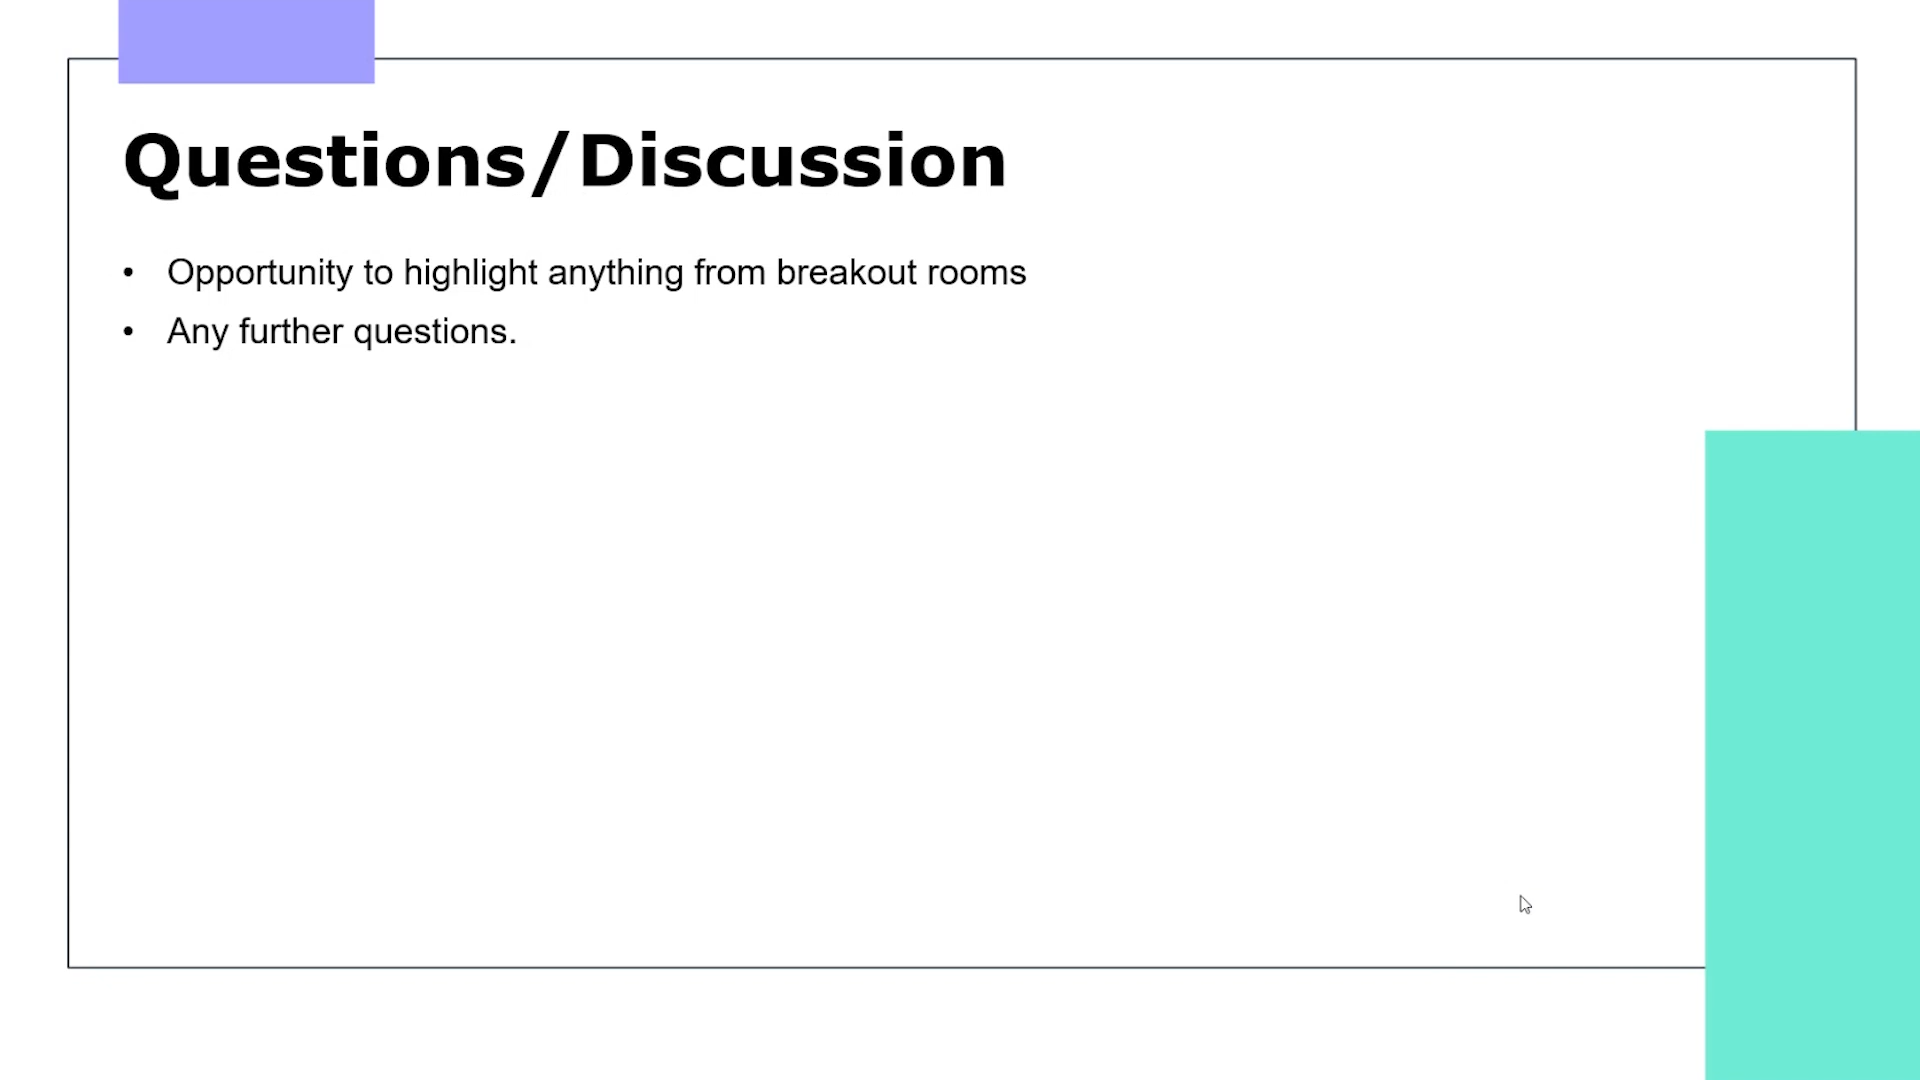 Questions/Discussion
• Opportunity to highlight anything from breakout rooms
• Any further questions.